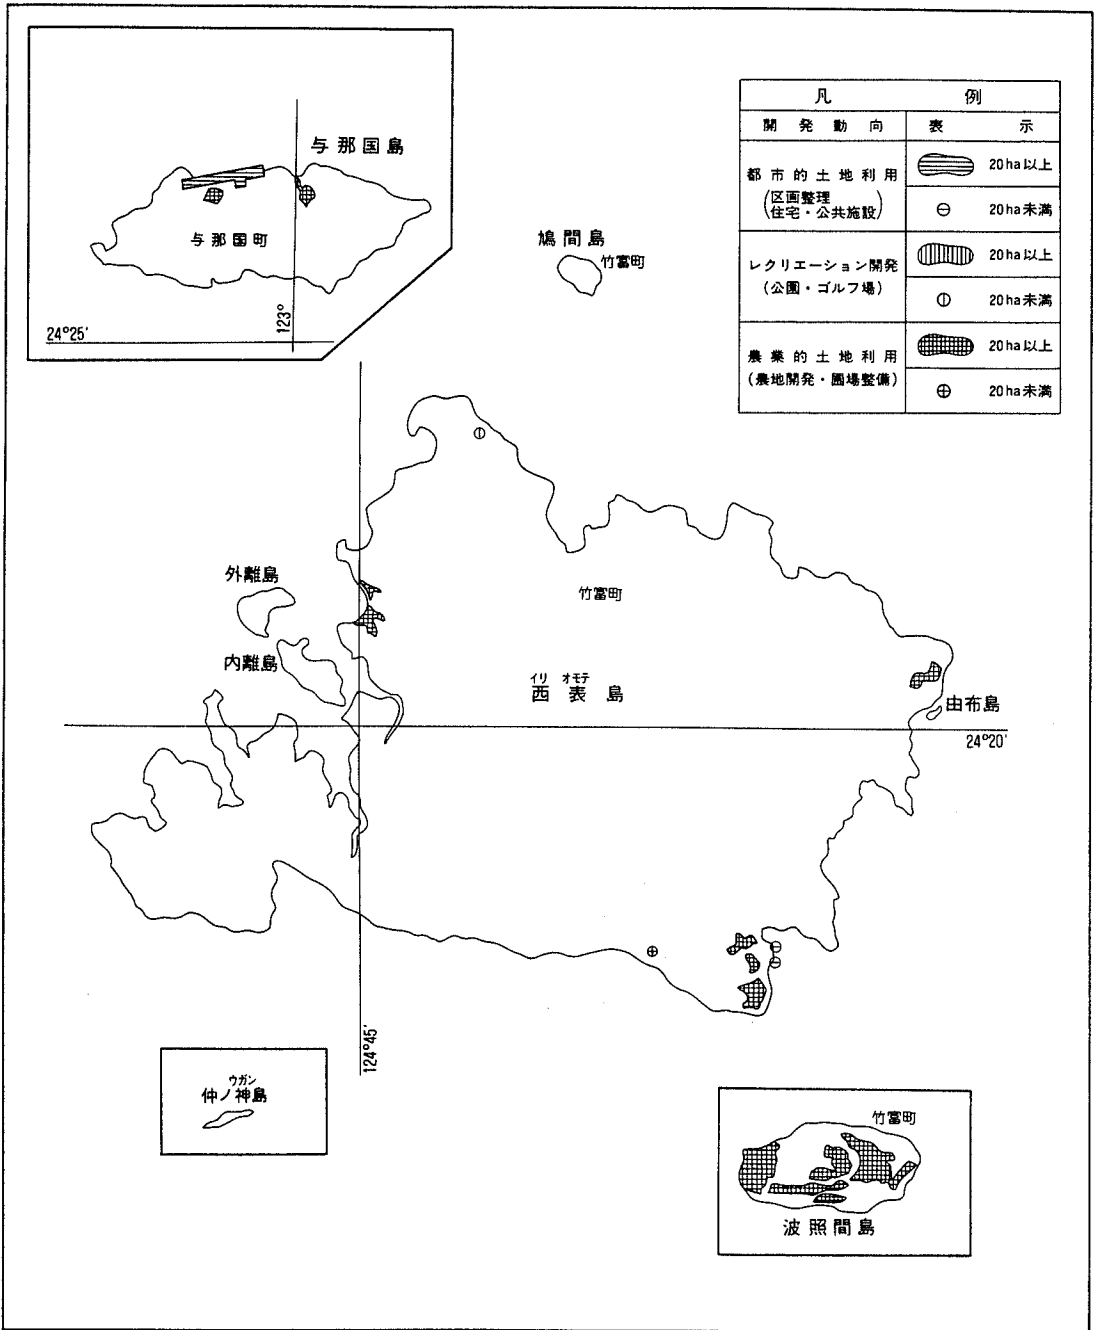 与那国島
与那国町
24°25′
123°
凡例
開発動向 表示
都市的土地利用
(区画整理
住宅・公共施設)
20ha以上
20ha未満
レクリエーション開発
(公園・ゴルフ場)
20ha以上
20ha未満
農業的土地利用
(農地開発・圃場整備)
20ha以上
20ha未満
鳩間島
竹富町
外離島
内離島
竹富町
イリ オモテ
西表島
由布島
24°20′
124°45′
ウガン
仲ノ神島
竹富町
波照間島